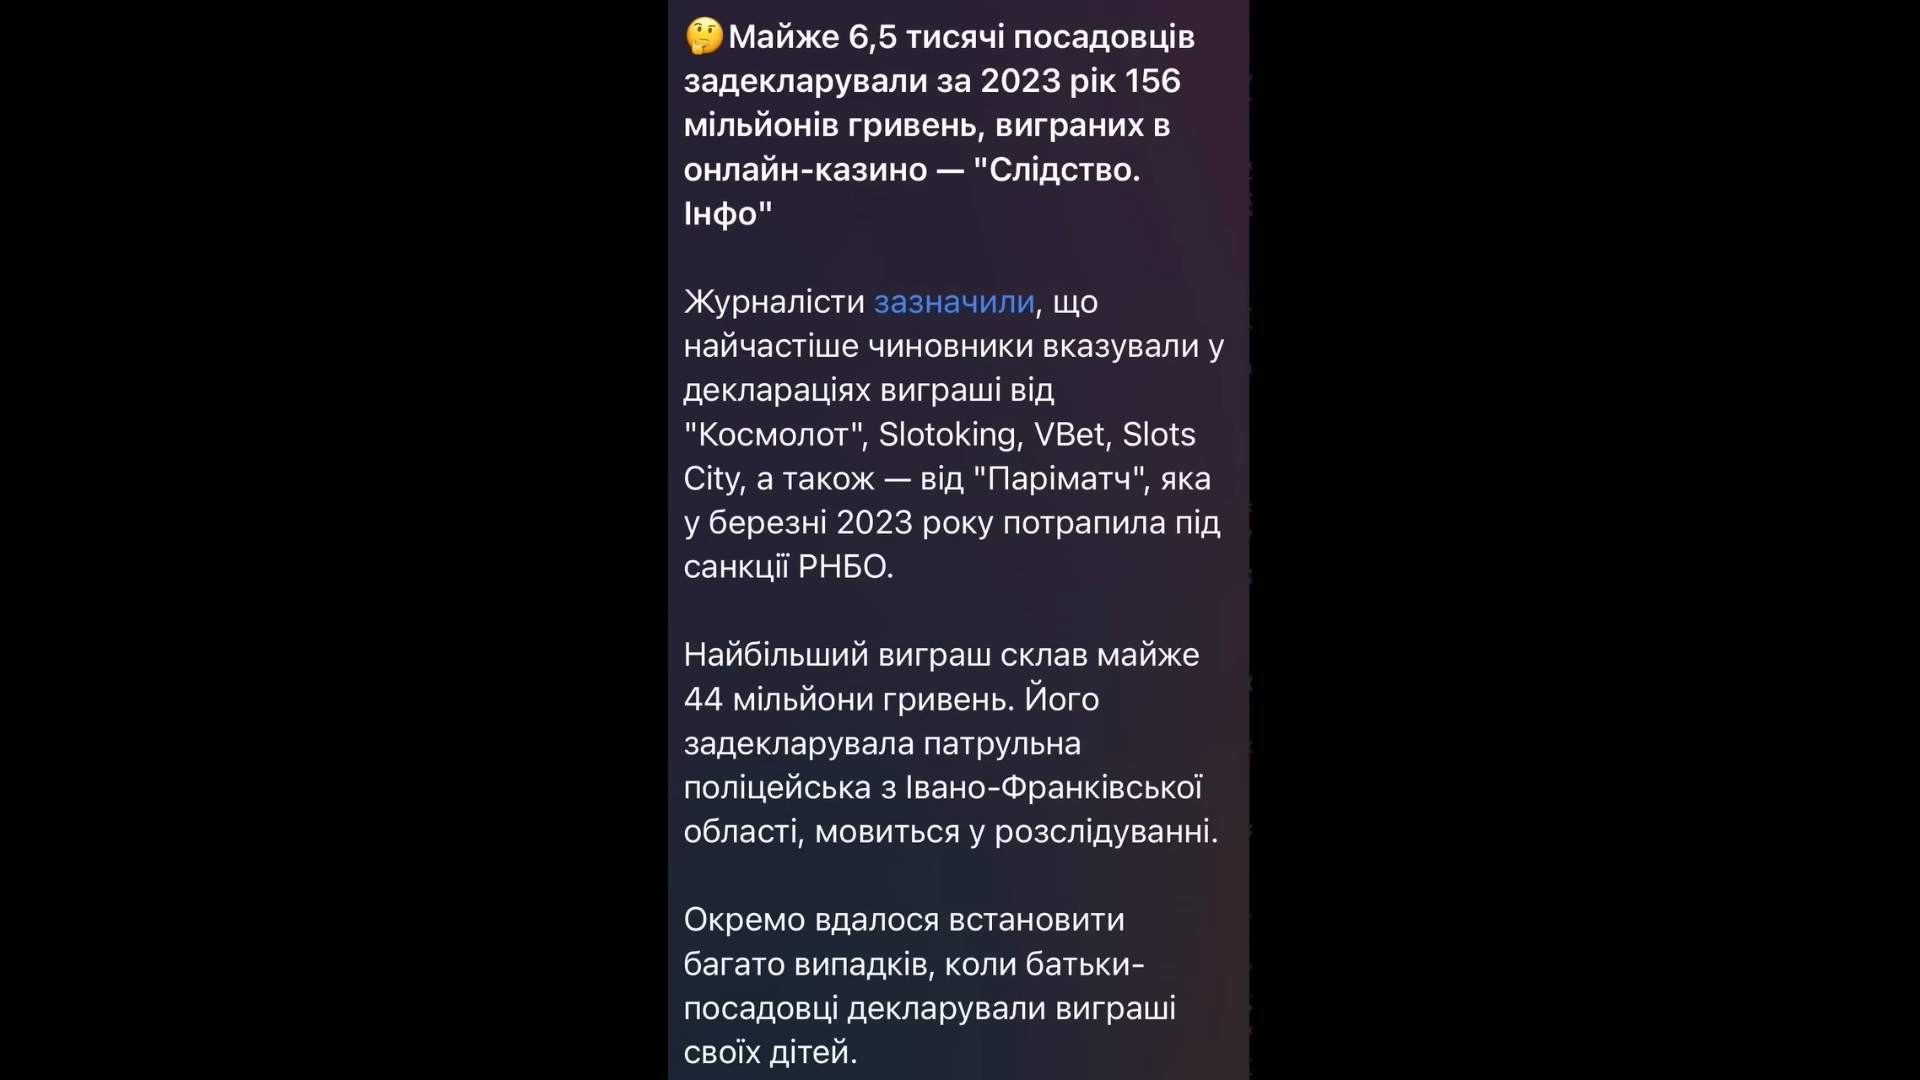 🤔Майже 6,5 тисячі посадовців
задекларували за 2023 рік 156
мільйонів гривень, виграних в
онлайн-казино — "Слідство.
Інфо"
Журналісти зазначили, що
найчастіше чиновники вказували у
деклараціях виграші від
"Космолот", Slotoking, VBet, Slots
City, а також — від "Паріматч", яка
у березні 2023 року потрапила під
санкції РНБО.
Найбільший виграш склав майже
44 мільйони гривень. Його
задекларувала патрульна
поліцейська з Івано-Франківської
області, мовиться у розслідуванні.
Окремо вдалося встановити
багато випадків, коли батьки-
посадовці декларували виграші
своїх дітей.